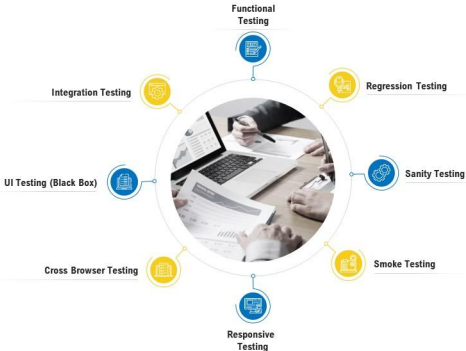 Functional
Testing
Integration Testing
Regression Testing
UI Testing (Black Box)
Sanity Testing
Cross Browser Testing
Smoke Testing
Responsive
Testing